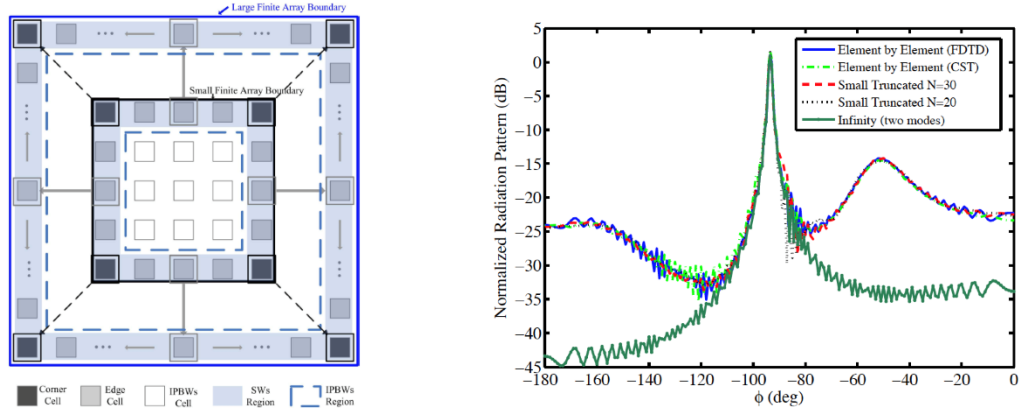 Large Finite Array Boundary
Small Finite Array Boundary
Corner Cell
Edge Cell
IPBWs Cell
SWs Region
IPBWs Region
Normalized Radiation Pattern (dB)
5
0
−5
−10
−15
−20
−25
−30
−35
−40
−45
−180
−160
−140
−120
−100
−80
−60
−40
−20
0
ϕ (deg)
Element by Element (FDTD)
Element by Element (CST)
Small Truncated N=30
Small Truncated N=20
Infinity (two modes)